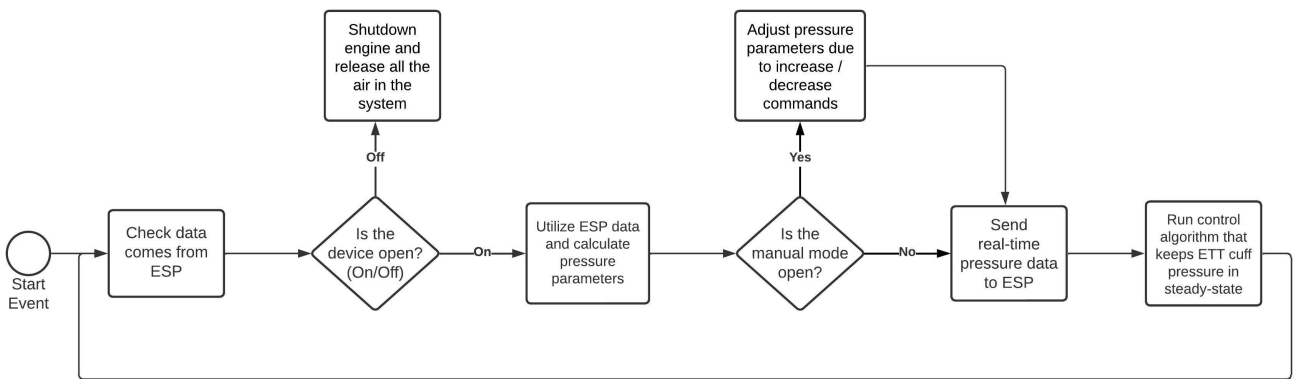 Start
Event
Check data
comes from
ESP
Is the
device open?
(On/Off)
Off
Shutdown
engine and
release all the
air in the
system
On
Utilize ESP data
and calculate
pressure
parameters
Is the
manual mode
open?
Yes
Adjust pressure
parameters due
to increase /
decrease
commands
No
Send
real-time
pressure data
to ESP
Run control
algorithm that
keeps ETT cuff
pressure in
steady-state